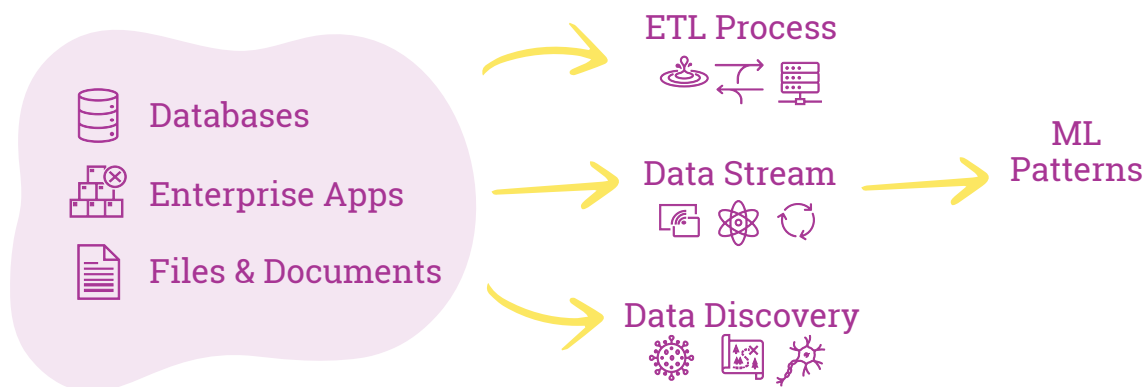 Databases
Enterprise Apps
Files & Documents
ETL Process
Data Stream
Data Discovery
ML
Patterns